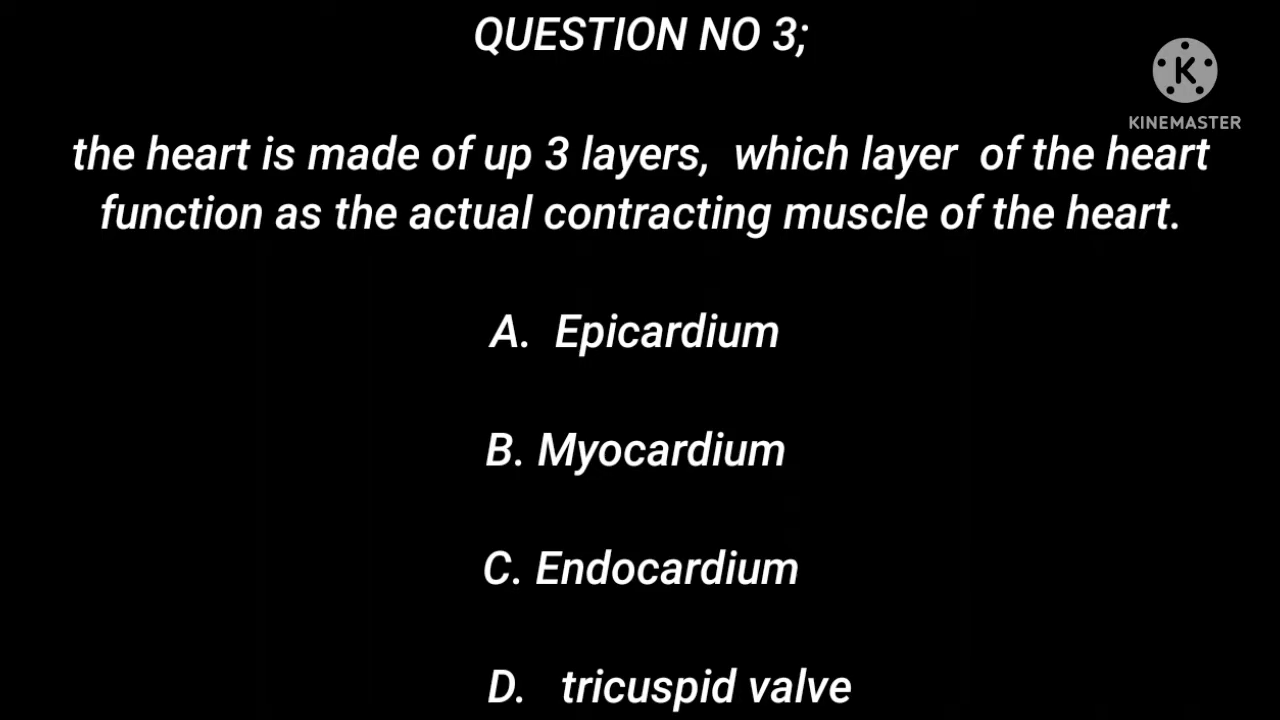 QUESTION NO 3;
K
KINEMASTER
the heart is made of up 3 layers, which layer of the heart
function as the actual contracting muscle of the heart.
A. Epicardium
B. Myocardium
C. Endocardium
D. tricuspid valve